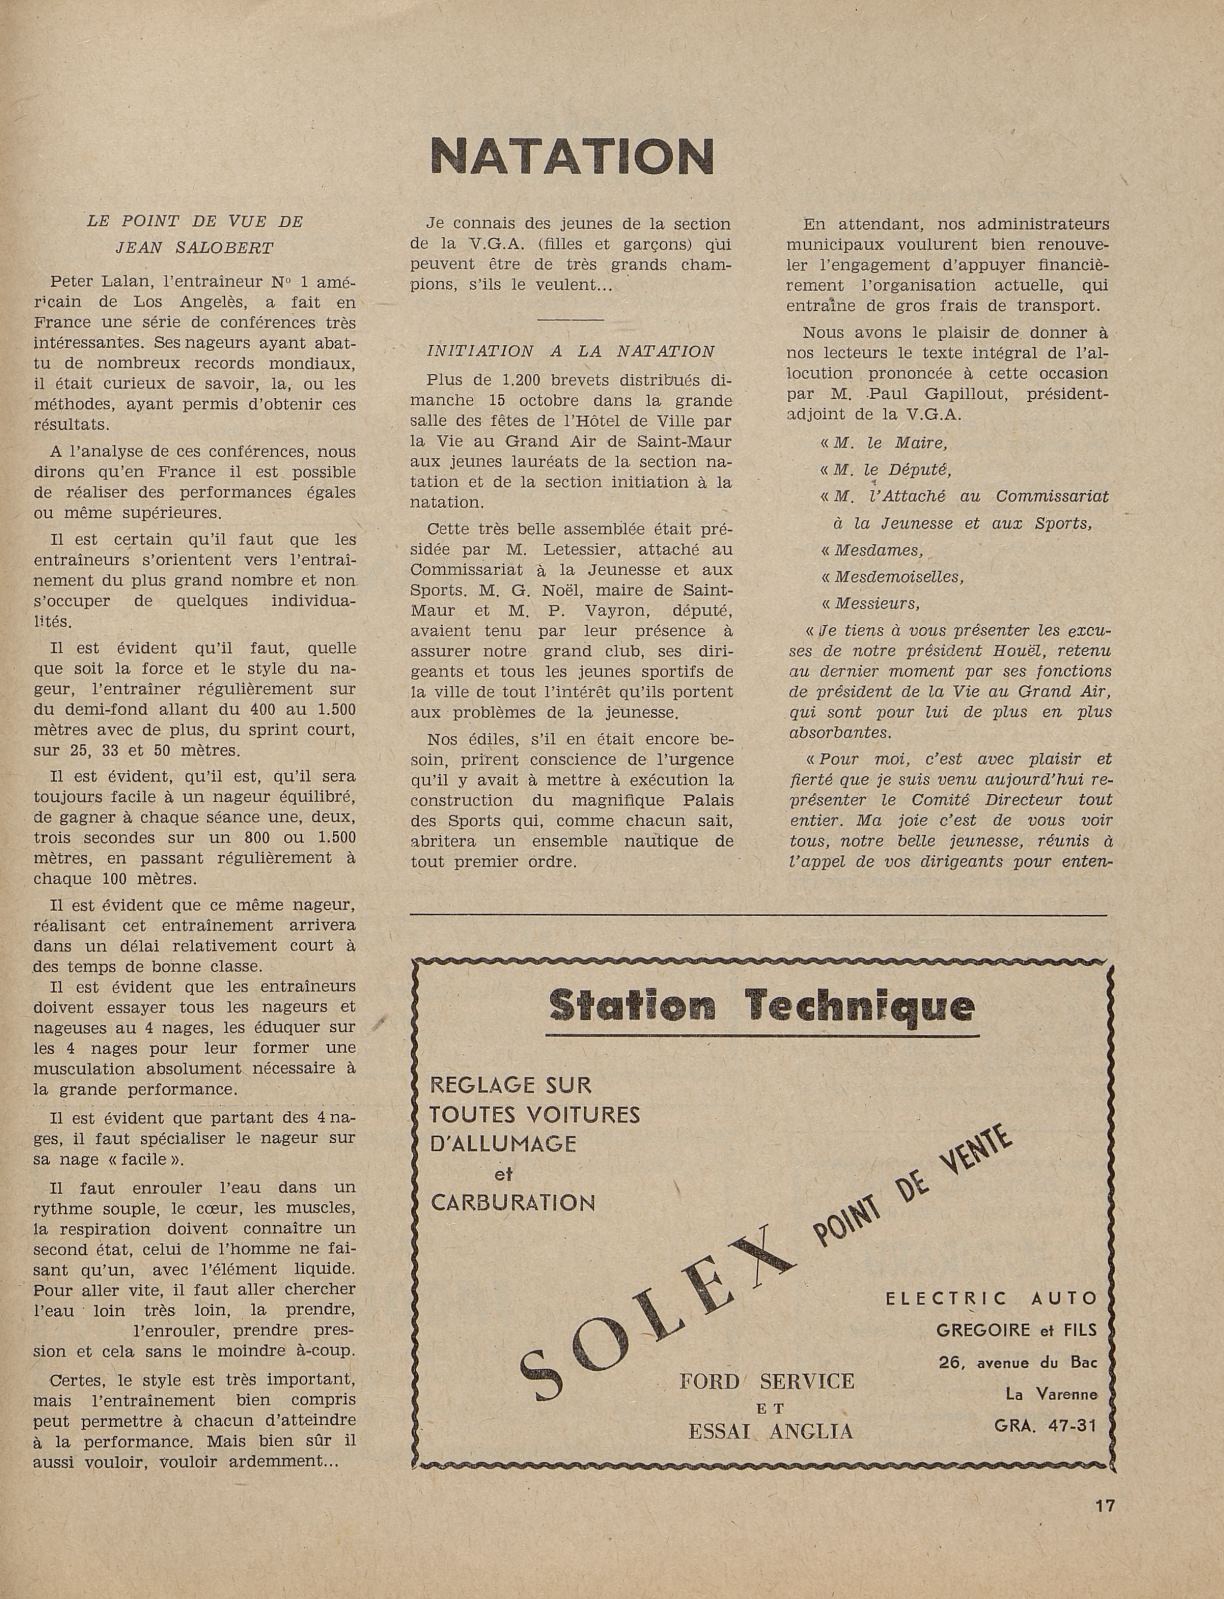 NATATION
LE POINT DE VUE DE
JEAN SALOBERT
Peter Lalan, l'entraîneur N° 1 amé-
ricain de Los Angelès, a fait en
France une série de conférences très
intéressantes. Ses nageurs ayant abat-
tu de nombreux records mondiaux,
il était curieux de savoir, la, ou les
méthodes, ayant permis d'obtenir ces
résultats.
A l'analyse de ces conférences, nous
dirons qu'en France il est possible
de réaliser des performances égales
ou même supérieures.
Il est certain qu'il faut que les
entraîneurs s'orientent vers l'entraî-
nement du plus grand nombre et non
s'occuper de quelques individua-
lités.
Il est évident qu'il faut, quelle
que soit la force et le style du na-
geur, l'entraîner régulièrement sur
du demi-fond allant du 400 au 1.500
mètres avec de plus, du sprint court,
sur 25, 33 et 50 mètres.
Il est évident, qu'il est, qu'il sera
toujours facile à un nageur équilibré,
de gagner à chaque séance une, deux,
trois secondes sur un 800 ou 1.500
mètres, en passant régulièrement à
chaque 100 mètres.
Il est évident que ce même nageur,
réalisant cet entraînement arrivera
dans un délai relativement court à
des temps de bonne classe.
Il est évident que les entraîneurs
doivent essayer tous les nageurs et
nageuses au 4 nages, les éduquer sur
les 4 nages pour leur former une
musculation absolument nécessaire à
la grande performance.
Il est évident que partant des 4 na-
ges, il faut spécialiser le nageur sur
sa nage « facile ».
Il faut enrouler l'eau dans un
rythme souple, le cœur, les muscles,
la respiration doivent connaître un
second état, celui de l'homme ne fai-
sant qu'un, avec l'élément liquide.
Pour aller vite, il faut aller chercher
l'eau loin très loin, la prendre,
l'enrouler, prendre pres-
sion et cela sans le moindre à-coup.
Certes, le style est très important,
mais l'entraînement bien compris
peut permettre à chacun d'atteindre
à la performance. Mais bien sûr il
aussi vouloir, vouloir ardemment...
Je connais des jeunes de la section
de la V.G.A. (filles et garçons) qui
peuvent être de très grands cham-
pions, s'ils le veulent...
INITIATION A LA NATATION
Plus de 1.200 brevets distribués di-
manche 15 octobre dans la grande
salle des fêtes de l'Hôtel de Ville par
la Vie au Grand Air de Saint-Maur
aux jeunes lauréats de la section na-
tation et de la section initiation à la
natation.
Cette très belle assemblée était pré-
sidée par M. Letessier, attaché au
Commissariat à la Jeunesse et aux
Sports. M. G. Noël, maire de Saint-
Maur et M. P. Vayron, député,
avaient tenu par leur présence à
assurer notre grand club, ses diri-
geants et tous les jeunes sportifs de
la ville de tout l'intérêt qu'ils portent
aux problèmes de la jeunesse.
Nos édiles, s'il en était encore be-
soin, prirent conscience de l'urgence
qu'il y avait à mettre à exécution la
construction du magnifique Palais
des Sports qui, comme chacun sait,
abritera un ensemble nautique de
tout premier ordre.
En attendant, nos administrateurs
municipaux voulurent bien renouve-
ler l'engagement d'appuyer financiè-
rement l'organisation actuelle, qui
entraîne de gros frais de transport.
Nous avons le plaisir de donner à
nos lecteurs le texte intégral de l'al-
locution prononcée à cette occasion
par M. Paul Gapillout, président-
adjoint de la V.G.A.
« M. le Maire,
« M. le Député,
« M. l'Attaché au Commissariat
à la Jeunesse et aux Sports,
« Mesdames,
« Mesdemoiselles,
« Messieurs,
« Je tiens à vous présenter les excu-
ses de notre président Houël, retenu
au dernier moment par ses fonctions
de président de la Vie au Grand Air,
qui sont pour lui de plus en plus
absorbantes.
« Pour moi, c'est avec plaisir et
fierté que je suis venu aujourd'hui re-
présenter le Comité Directeur tout
entier. Ma joie c'est de vous voir
tous, notre belle jeunesse, réunis à
l'appel de vos dirigeants pour enten-
Station Technique
REGLAGE SUR
TOUTES VOITURES
D'ALLUMAGE
et
CARBURATION
SOLEX POINT DE VENTE
FORD SERVICE
ET
ESSAI ANGLIA
ELECTRIC AUTO
GREGOIRE et FILS
26, avenue du Bac
La Varenne
GRA. 47-31
17